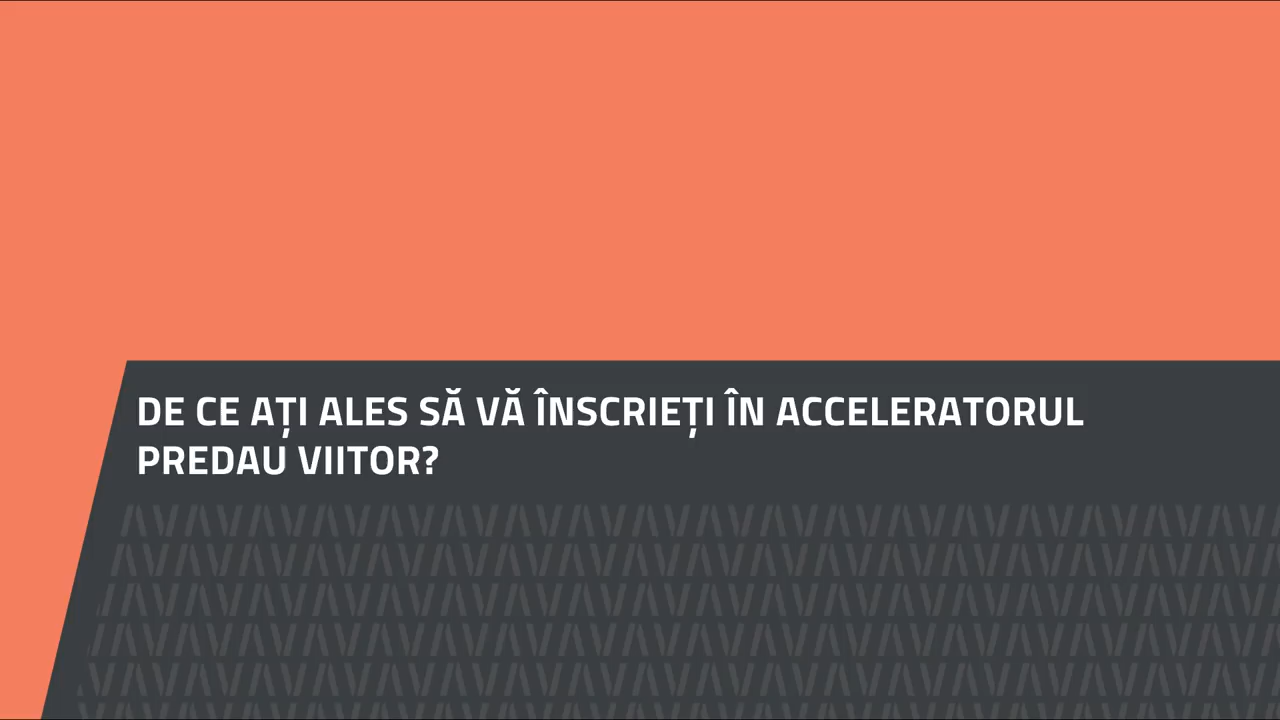 DE CE AȚI ALES SĂ VĂ ÎNSCRIEȚI ÎN ACCELERATORUL
PREDAU VIITOR?